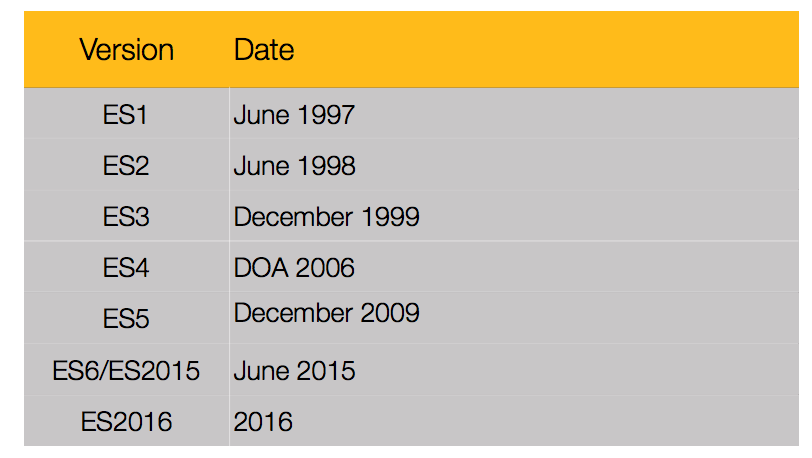 Version Date
ES1 June 1997
ES2 June 1998
ES3 December 1999
ES4 DOA 2006
ES5 December 2009
ES6/ES2015 June 2015
ES2016 2016